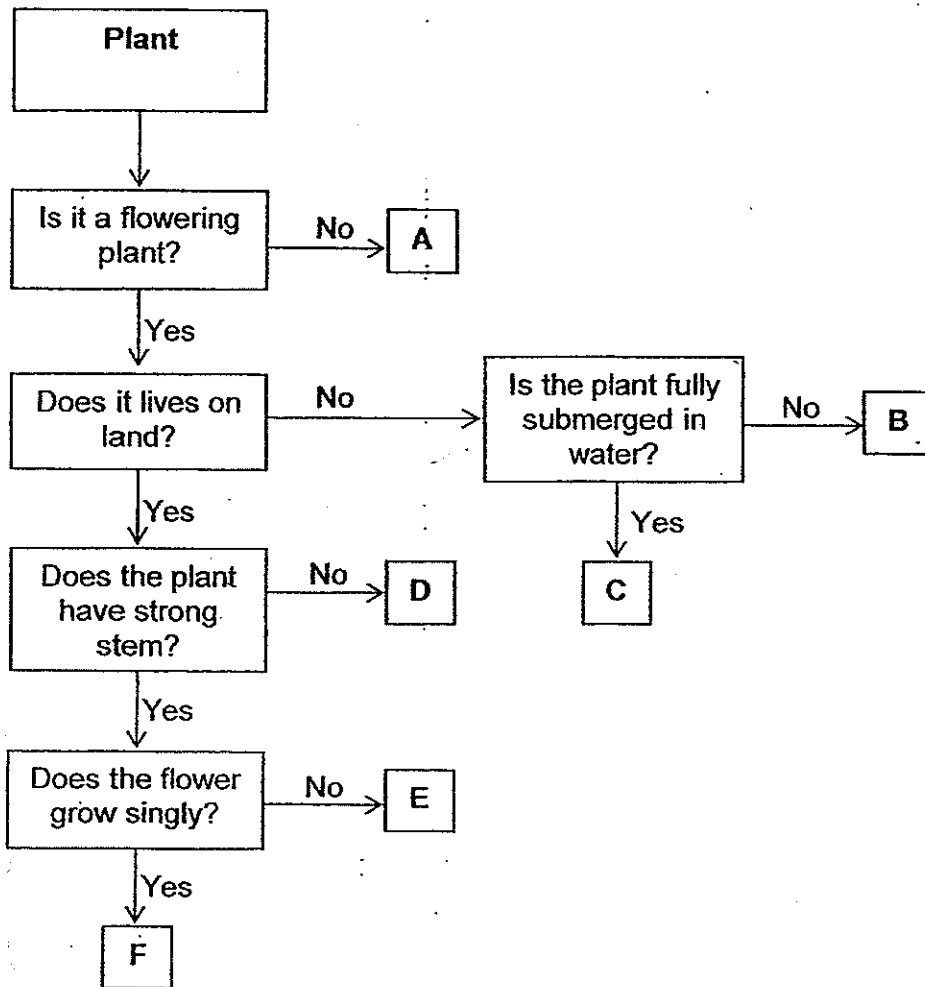 Plant
Is it a flowering
plant?
No
A
Yes
Does it lives on
land?
No
Is the plant fully
submerged in
water?
No
B
Yes
Yes
C
Does the plant
have strong
stem?
No
D
Yes
Does the flower
grow singly?
No
E
Yes
F